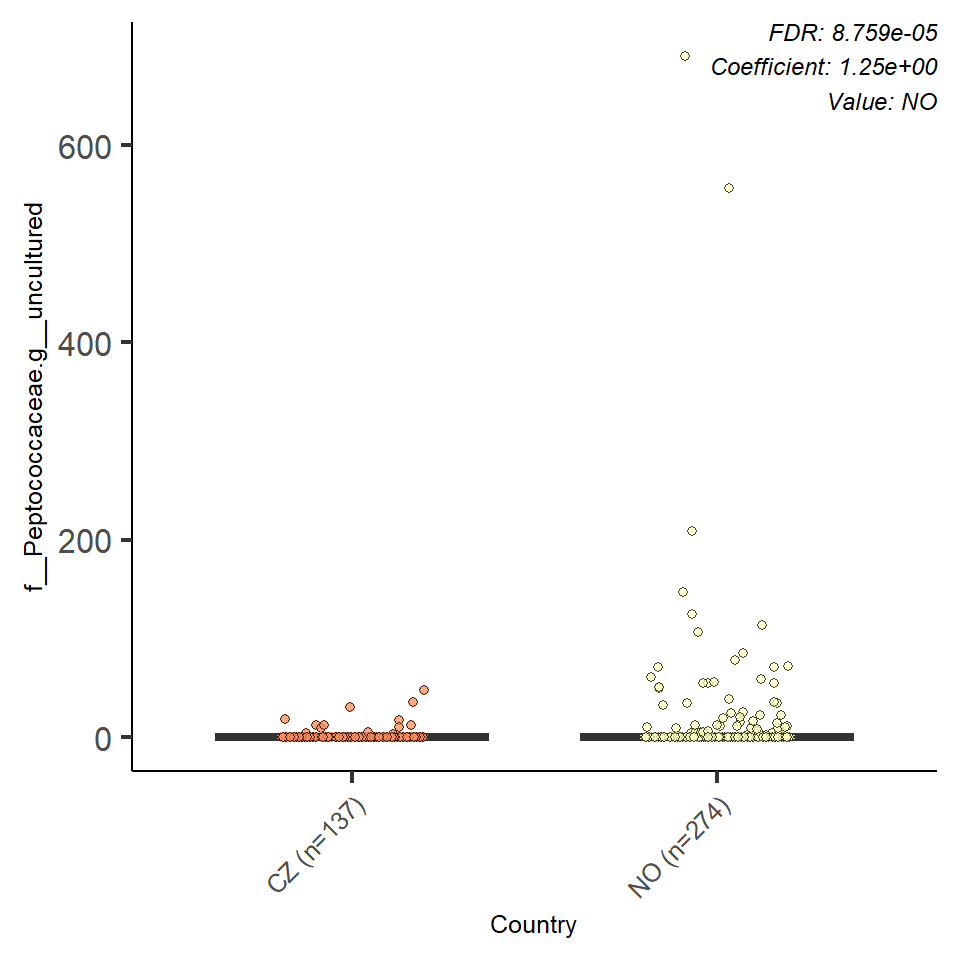 FDR: 8.759e-05
Coefficient: 1.25e+00
Value: NO
f__Peptococcaceae.g__uncultured
600
400
200
0
CZ (n=137)
NO (n=274)
Country